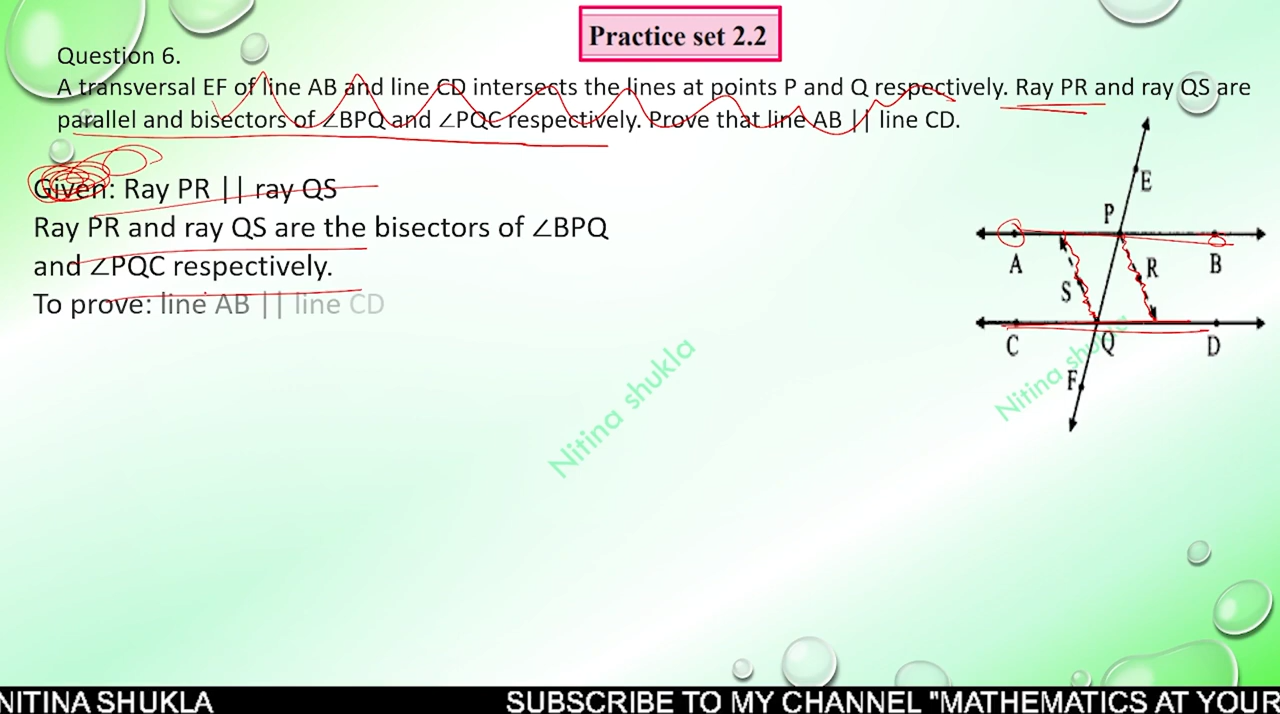 Practice set 2.2
Question 6.
A transversal EF of line AB and line CD intersects the lines at points P and Q respectively. Ray PR and ray QS are
parallel and bisectors of ∠BPQ and ∠PQC respectively. Prove that line AB || line CD.
Given: Ray PR || ray QS
Ray PR and ray QS are the bisectors of ∠BPQ
and ∠PQC respectively.
To prove: line AB || line CD
E
P
A
R
B
S
C
Q
D
F
Nitina shukla
Nitina shukla
NITINA SHUKLA
SUBSCRIBE TO MY CHANNEL "MATHEMATICS AT YOUR